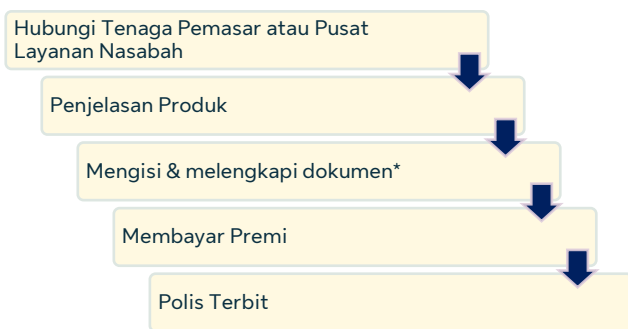 Hubungi Tenaga Pemasar atau Pusat
Layanan Nasabah
Penjelasan Produk
Mengisi & melengkapi dokumen*
Membayar Premi
Polis Terbit